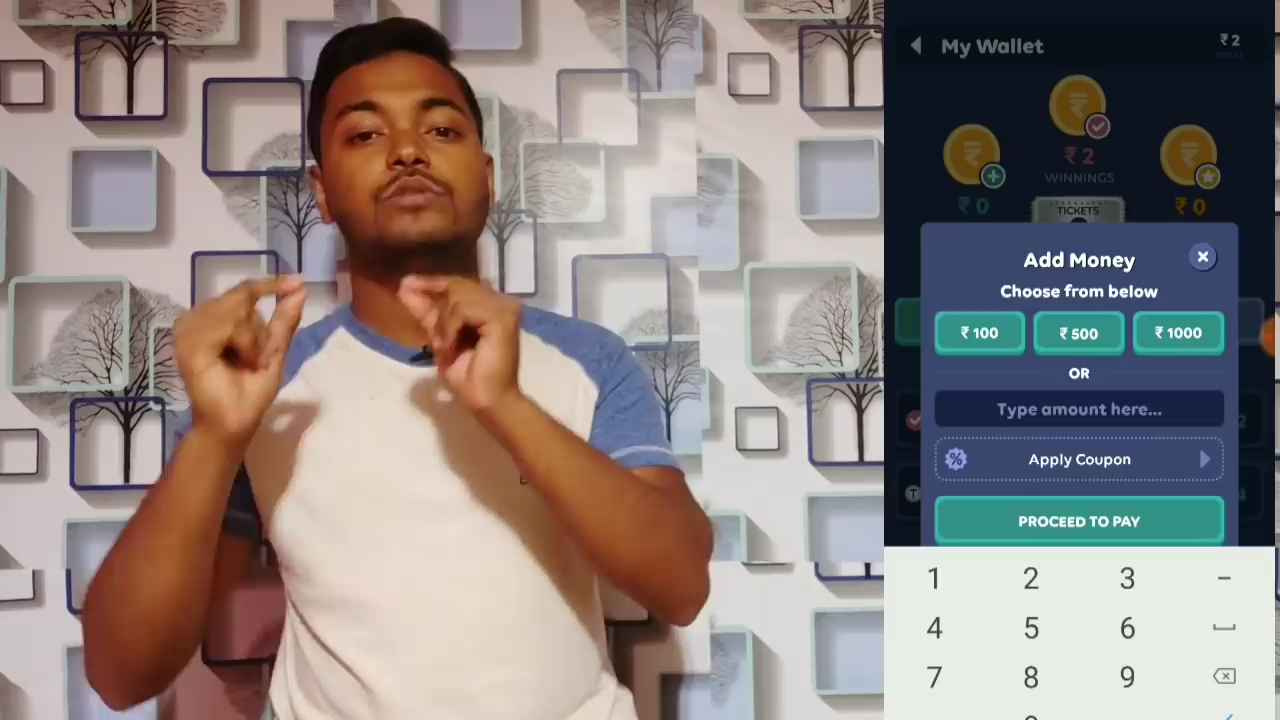 My Wallet
₹ 2
TOTAL
₹ 2
WINNINGS
₹ 0
₹ 0
TICKETS
Add Money
Choose from below
₹ 100
₹ 500
₹ 1000
OR
Type amount here...
Apply Coupon
PROCEED TO PAY
1 2 3 -
4 5 6
7 8 9